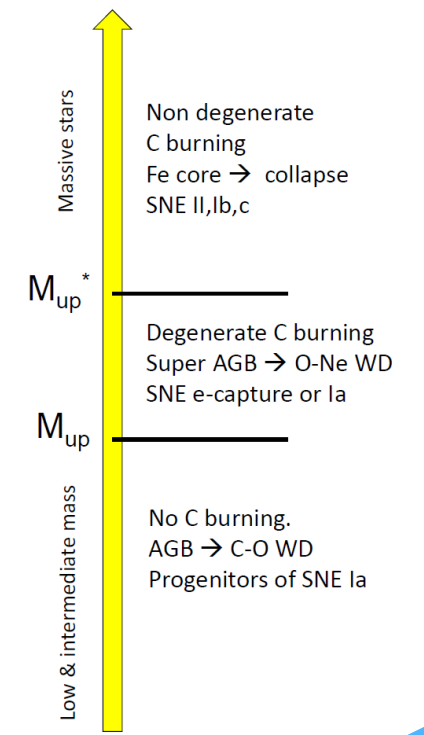 Massive stars
Non degenerate
C burning
Fe core → collapse
SNE II,Ib,c
Mup*
Degenerate C burning
Super AGB → O-Ne WD
SNE e-capture or Ia
Mup
Low & intermediate mass
No C burning.
AGB → C-O WD
Progenitors of SNE Ia